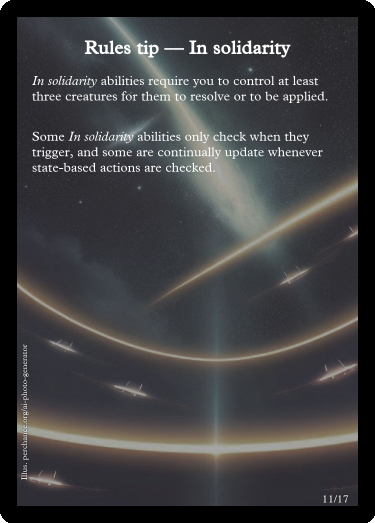 Rules tip — In solidarity
In solidarity abilities require you to control at least
three creatures for them to resolve or to be applied.
Some In solidarity abilities only check when they
trigger, and some are continually update whenever
state-based actions are checked.
Illus. perchance.org/ai-photo-generator
11/17